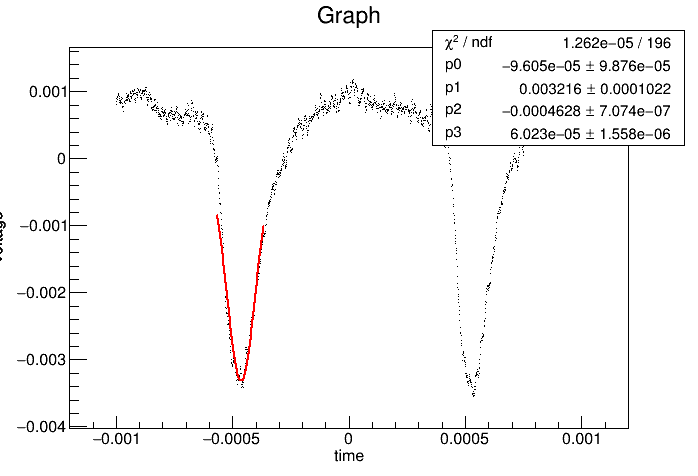 Graph
χ² / ndf 1.262e−05 / 196
p0 −9.605e−05 ± 9.876e−05
p1 0.003216 ± 0.0001022
p2 −0.0004628 ± 7.074e−07
p3 6.023e−05 ± 1.558e−06
0.001
0
−0.001
−0.002
−0.003
−0.004
voltage
−0.001 −0.0005 0 0.0005 0.001
time